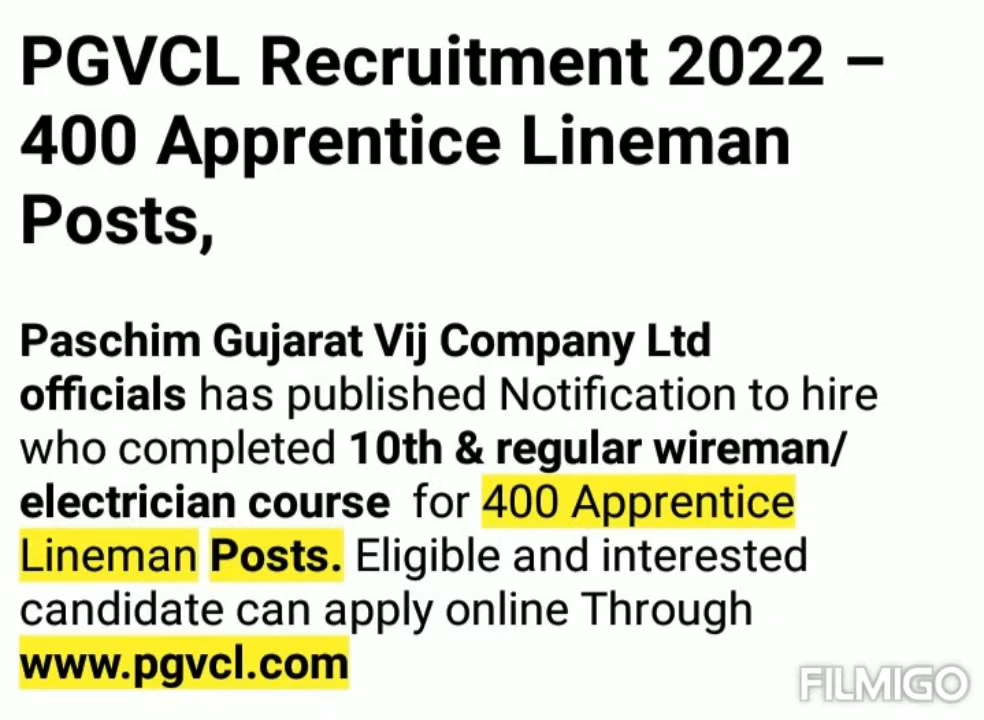 PGVCL Recruitment 2022 –
400 Apprentice Lineman
Posts,
Paschim Gujarat Vij Company Ltd
officials has published Notification to hire
who completed 10th & regular wireman/
electrician course for 400 Apprentice
Lineman Posts. Eligible and interested
candidate can apply online Through
www.pgvcl.com
FILMIGO